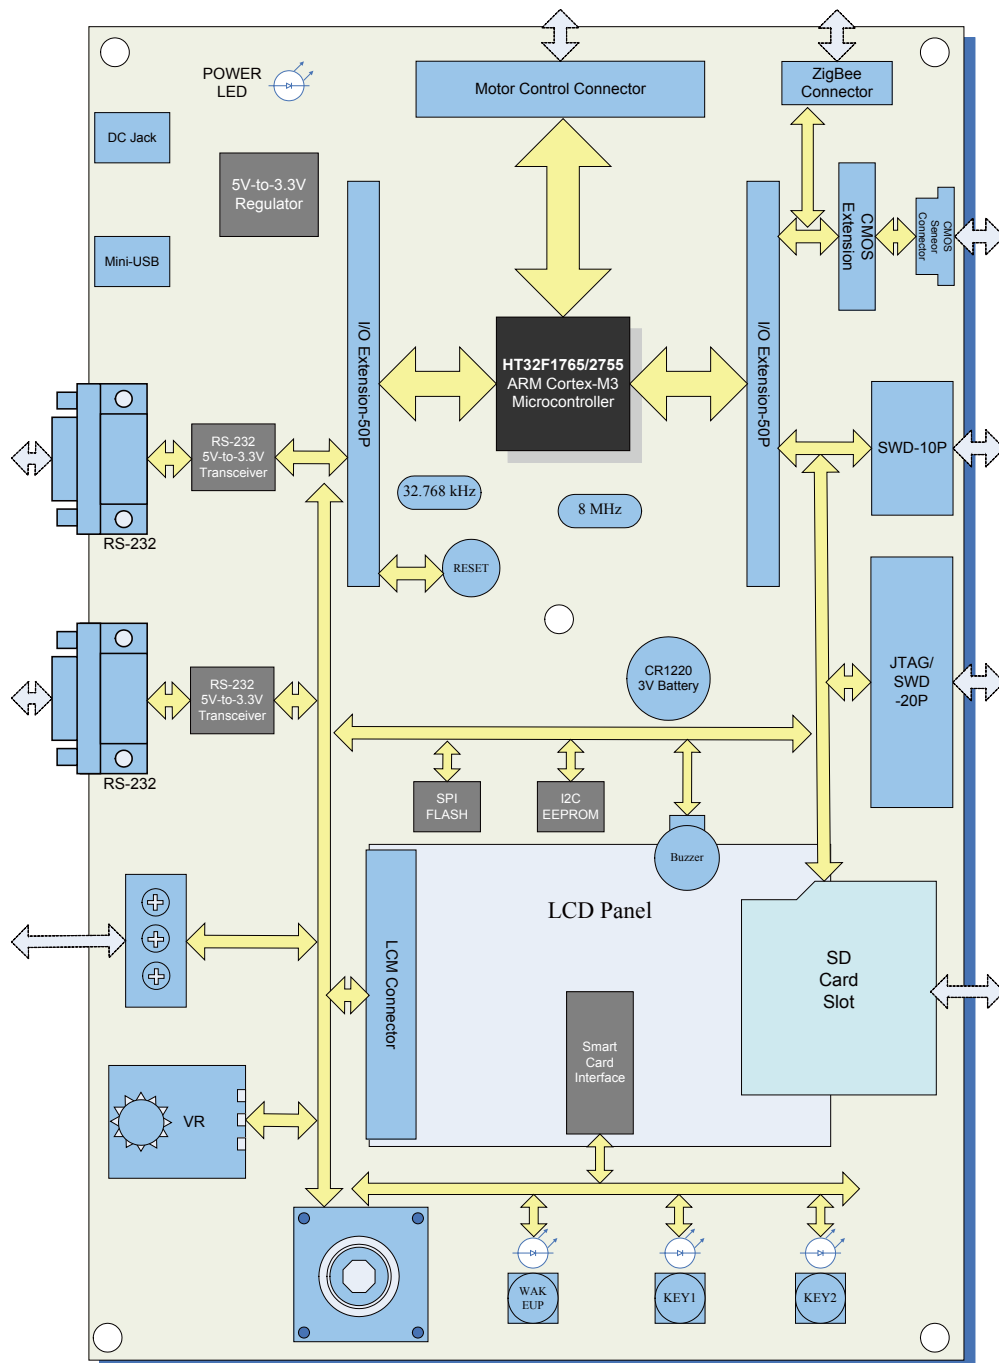 POWER
LED
Motor Control Connector
ZigBee
Connector
DC Jack
5V-to-3.3V
Regulator
CMOS
Extension
CMOS
Seneor
Connector
Mini-USB
I/O Extension-50P
HT32F1765/2755
ARM Cortex-M3
Microcontroller
I/O Extension-50P
RS-232
5V-to-3.3V
Transceiver
SWD-10P
32.768 kHz
8 MHz
RS-232
RESET
RS-232
5V-to-3.3V
Transceiver
CR1220
3V Battery
JTAG/
SWD
-20P
RS-232
SPI
FLASH
I2C
EEPROM
Buzzer
LCD Panel
LCM Connector
SD
Card
Slot
Smart
Card
Interface
VR
WAK
EUP
KEY1
KEY2